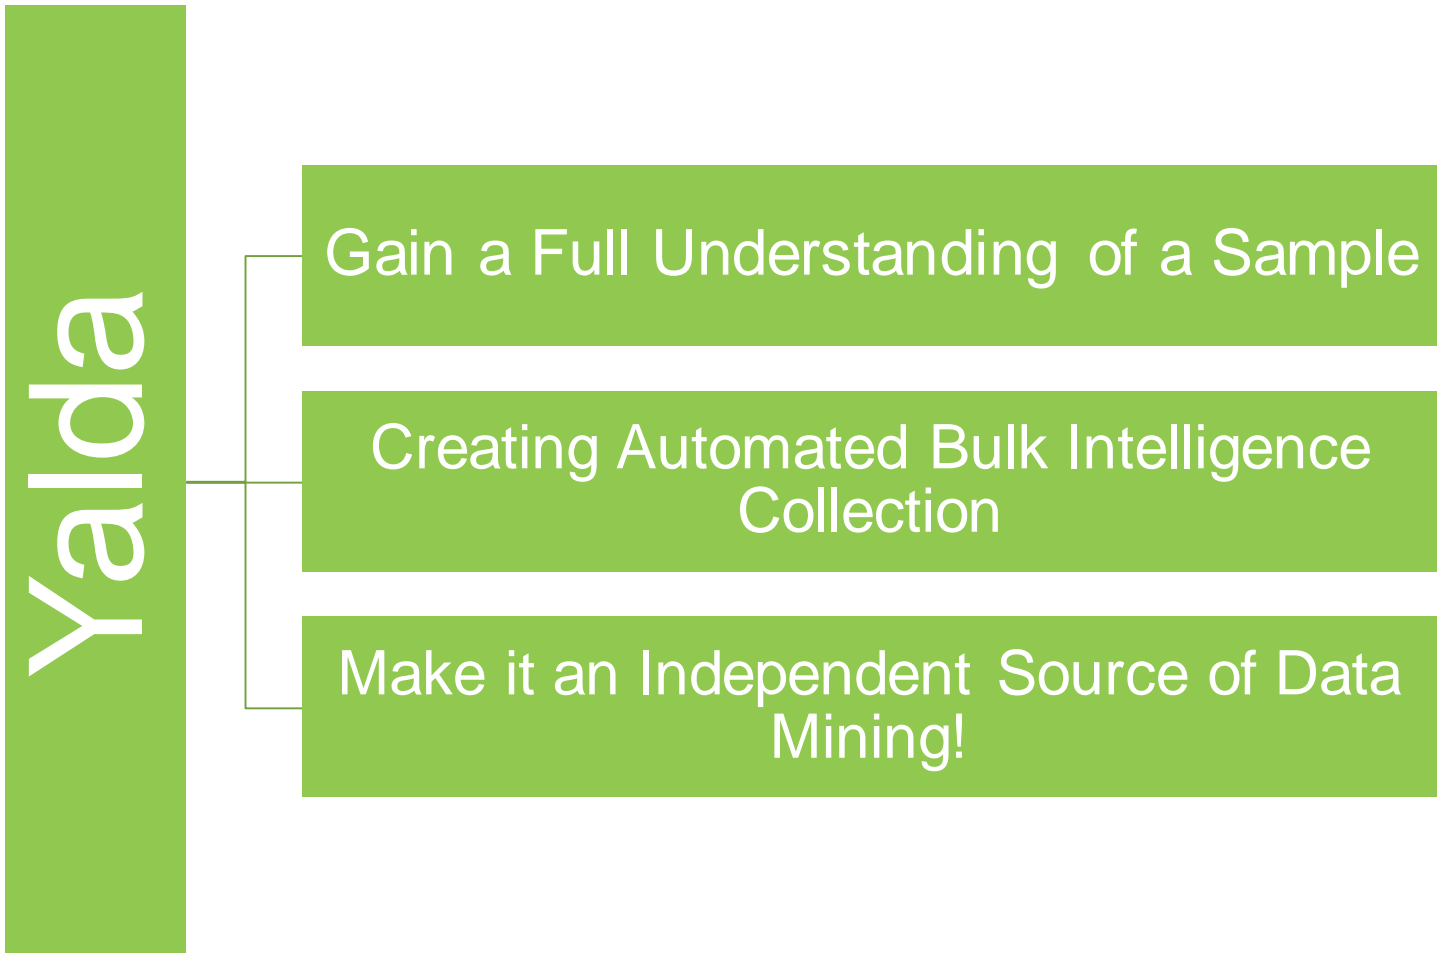 Yalda
Gain a Full Understanding of a Sample
Creating Automated Bulk Intelligence
Collection
Make it an Independent Source of Data
Mining!